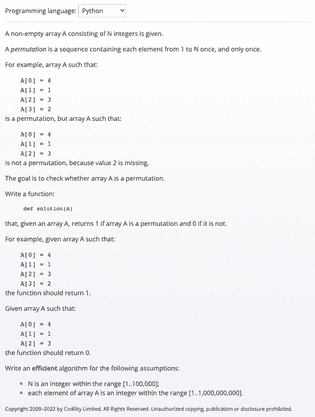 Programming language: Python
A non-empty array A consisting of N integers is given.
A permutation is a sequence containing each element from 1 to N once, and only once.
For example, array A such that:
A[0] = 4
A[1] = 1
A[2] = 3
A[3] = 2
is a permutation, but array A such that:
A[0] = 4
A[1] = 1
A[2] = 3
is not a permutation, because value 2 is missing.
The goal is to check whether array A is a permutation.
Write a function:
def solution(A)
that, given an array A, returns 1 if array A is a permutation and 0 if it is not.
For example, given array A such that:
A[0] = 4
A[1] = 1
A[2] = 3
A[3] = 2
the function should return 1.
Given array A such that:
A[0] = 4
A[1] = 1
A[2] = 3
the function should return 0.
Write an efficient algorithm for the following assumptions:
N is an integer within the range [1..100,000];
each element of array A is an integer within the range [1..1,000,000,000].
Copyright 2009–2022 by Codility Limited. All Rights Reserved. Unauthorized copying, publication or disclosure prohibited.